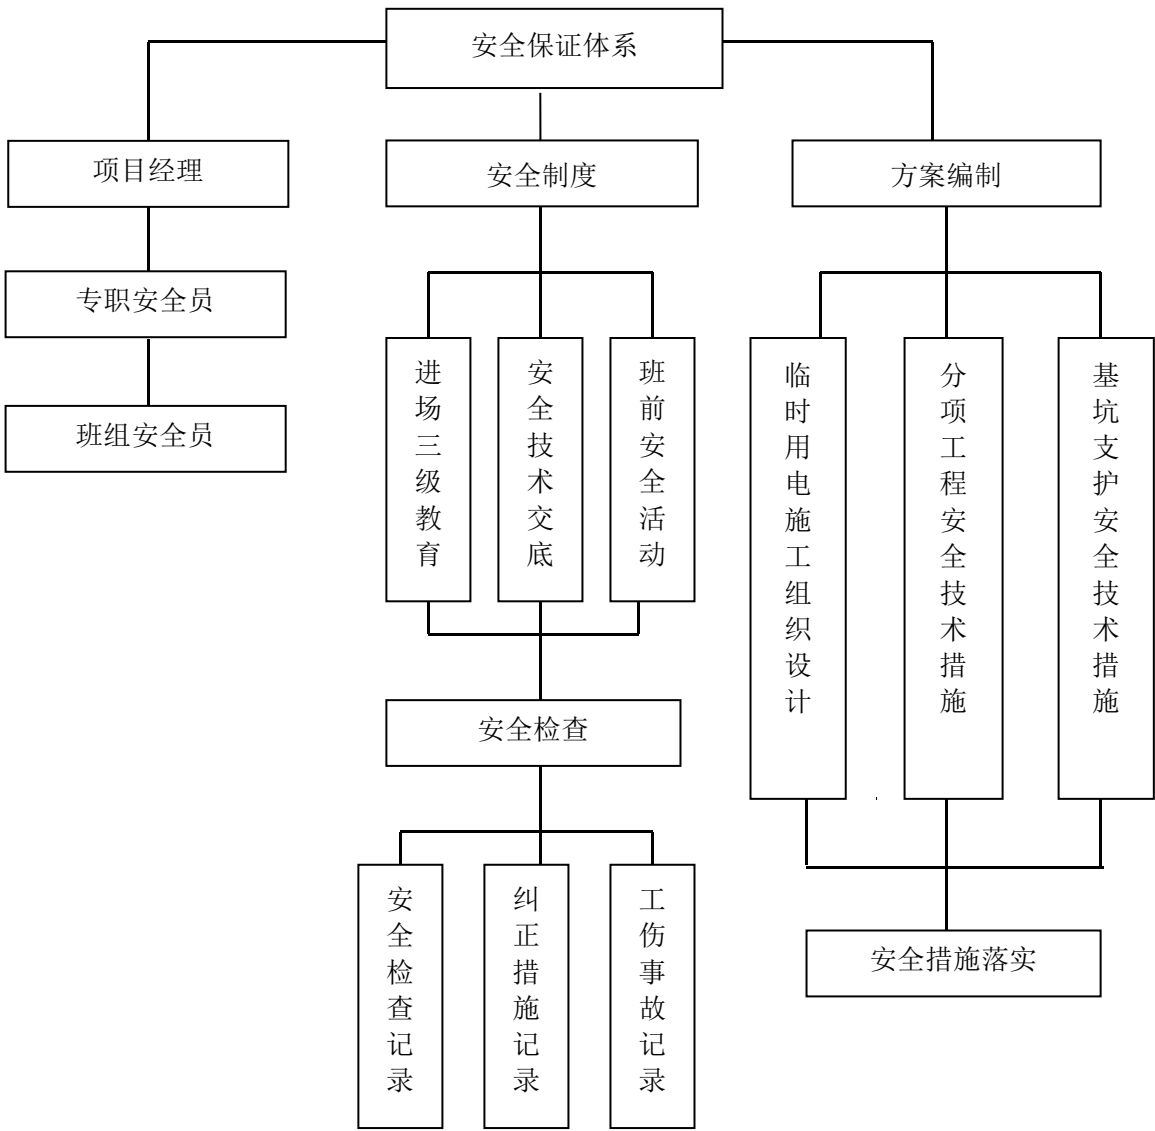 安全保证体系
项目经理
安全制度
方案编制
专职安全员
班组安全员
进场三级教育
安全技术交底
班前安全活动
临时用电施工组织设计
分项工程安全技术措施
基坑支护安全技术措施
安全检查
安全检查记录
纠正措施记录
工伤事故记录
安全措施落实